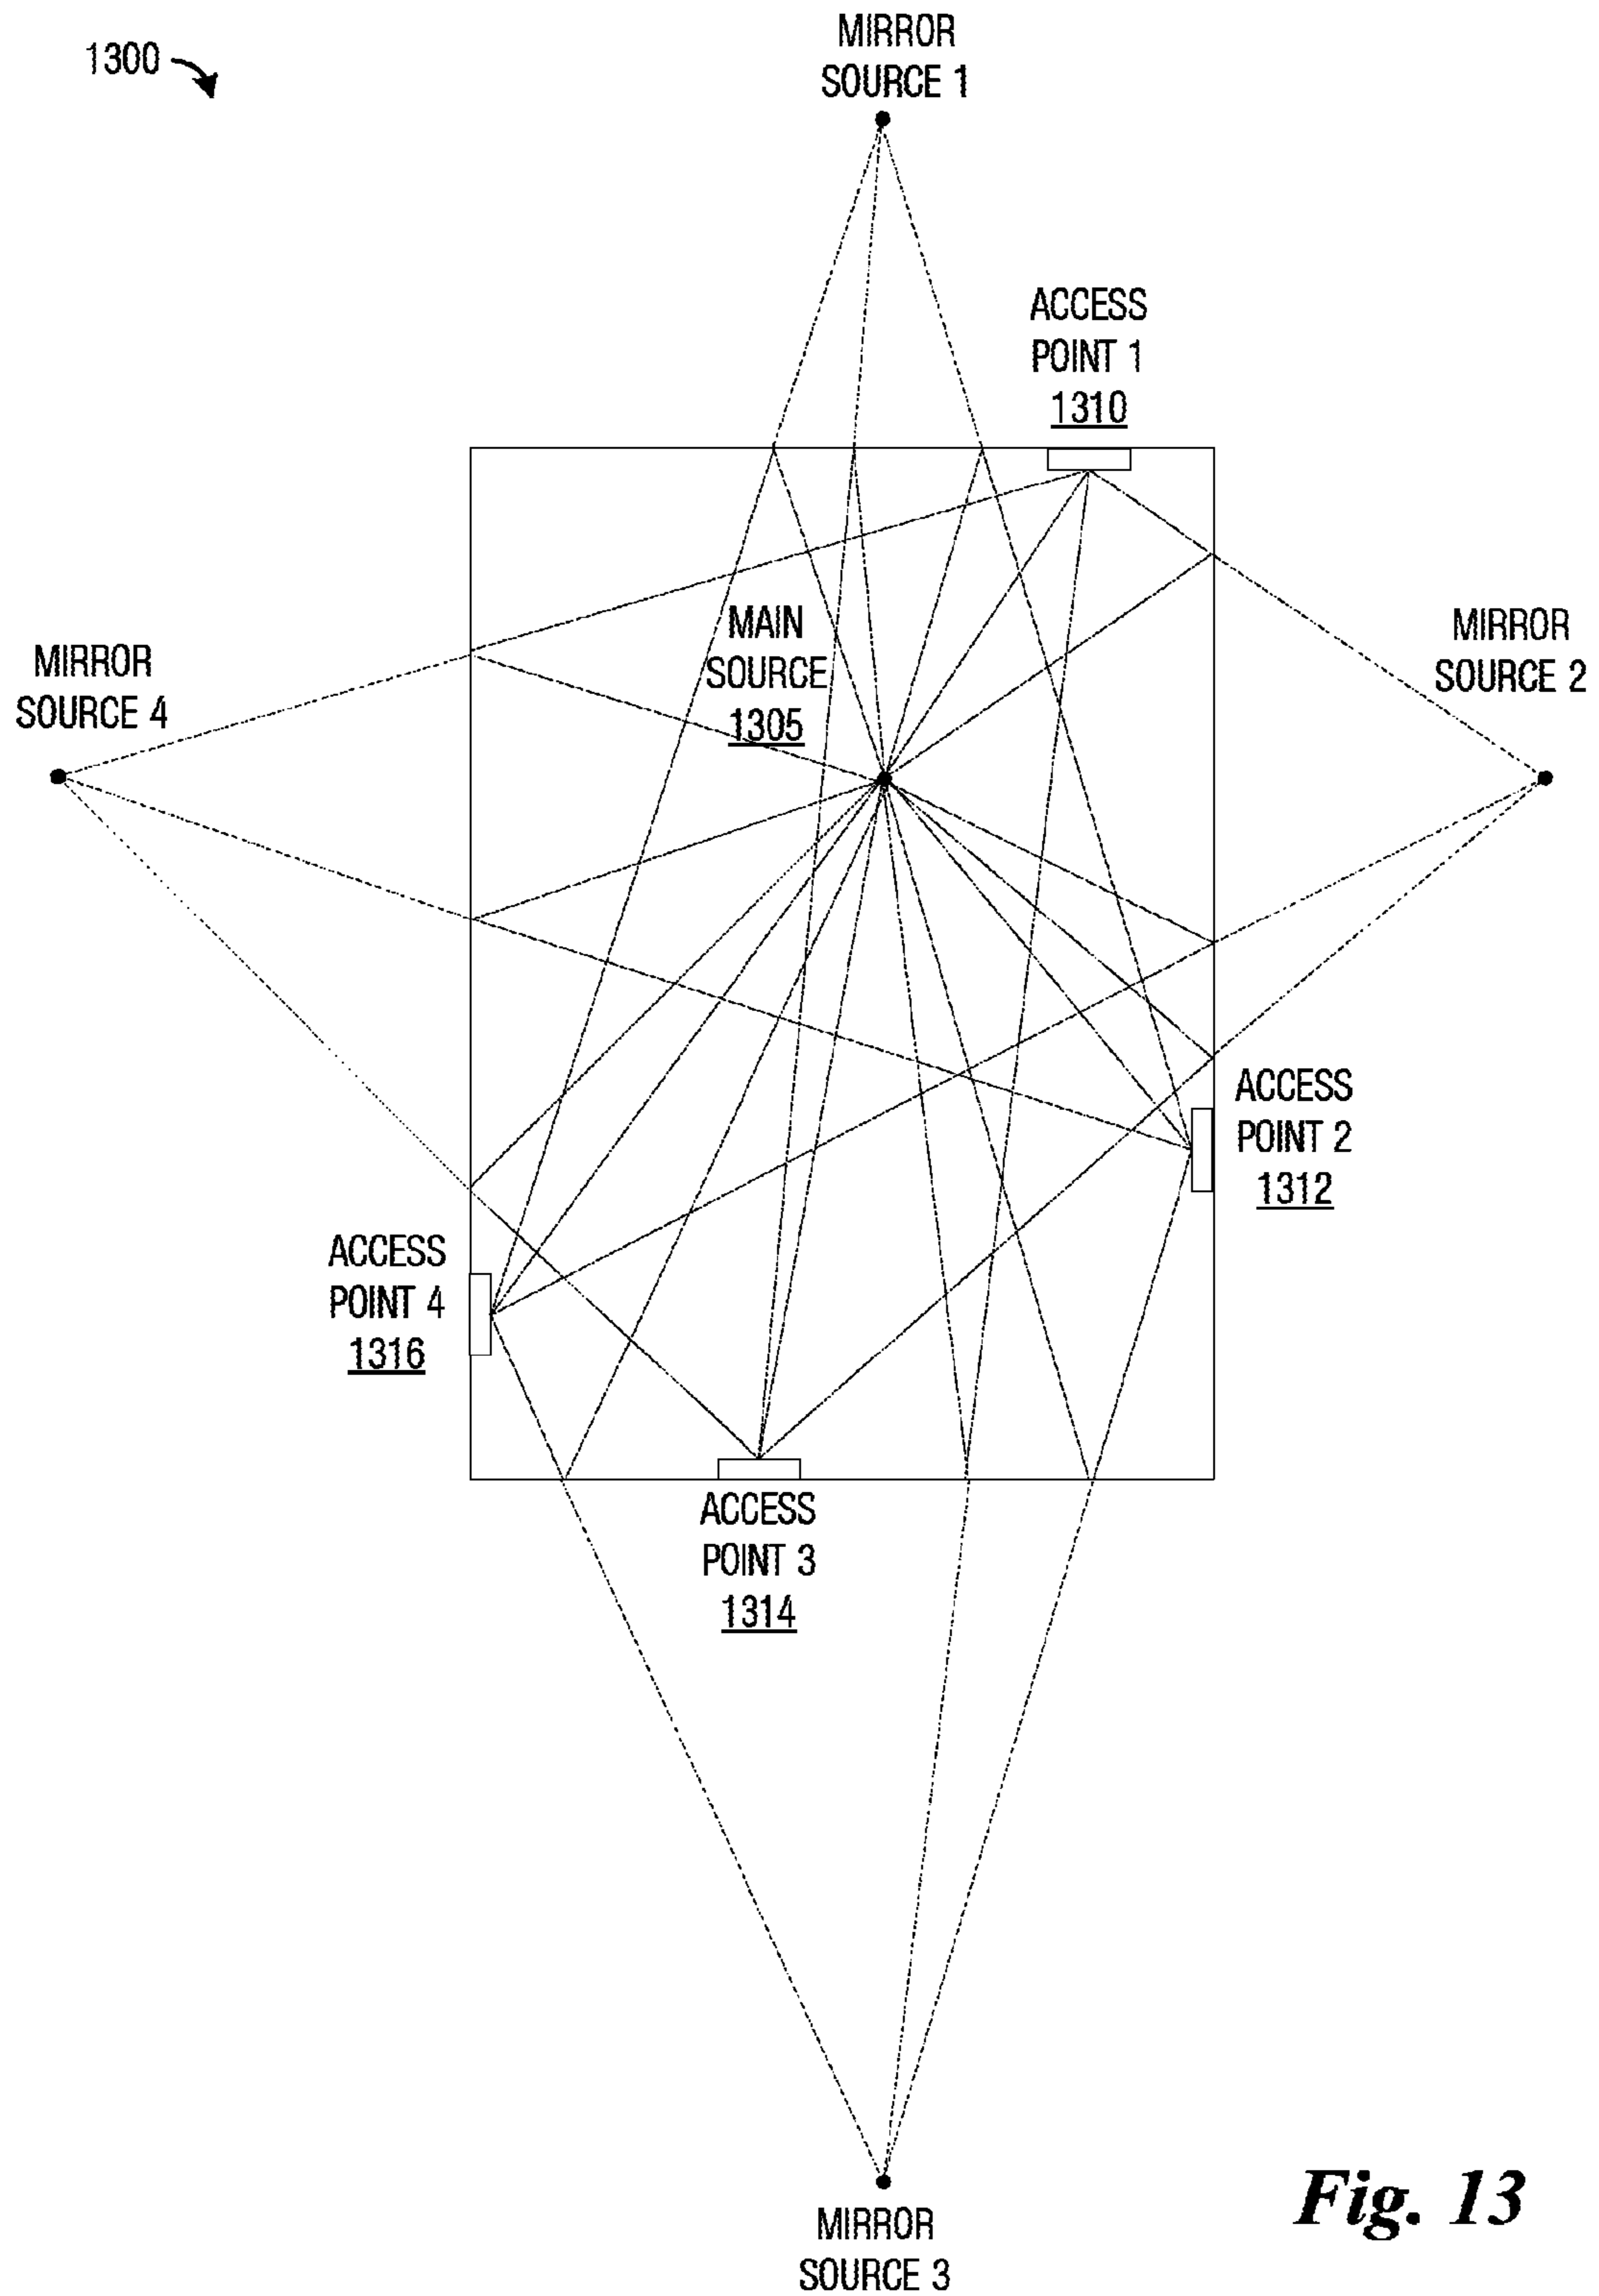 1300
MIRROR
SOURCE 1
ACCESS
POINT 1
1310
MAIN
SOURCE
1305
MIRROR
SOURCE 4
MIRROR
SOURCE 2
ACCESS
POINT 2
1312
ACCESS
POINT 4
1316
ACCESS
POINT 3
1314
MIRROR
SOURCE 3
Fig. 13